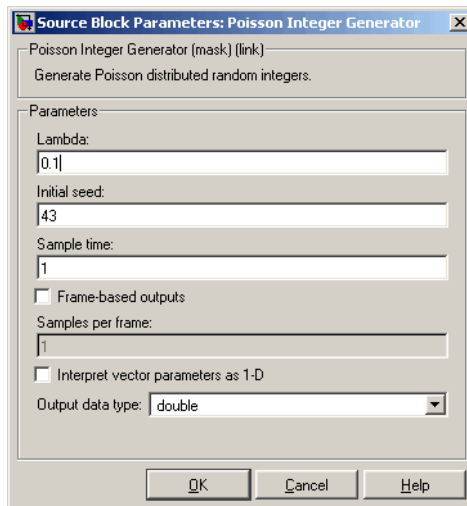 Source Block Parameters: Poisson Integer Generator
Poisson Integer Generator (mask) (link)
Generate Poisson distributed random integers.
Parameters
Lambda:
0.1
Initial seed:
43
Sample time:
1
Frame-based outputs
Samples per frame:
1
Interpret vector parameters as 1-D
Output data type: double
OK Cancel Help